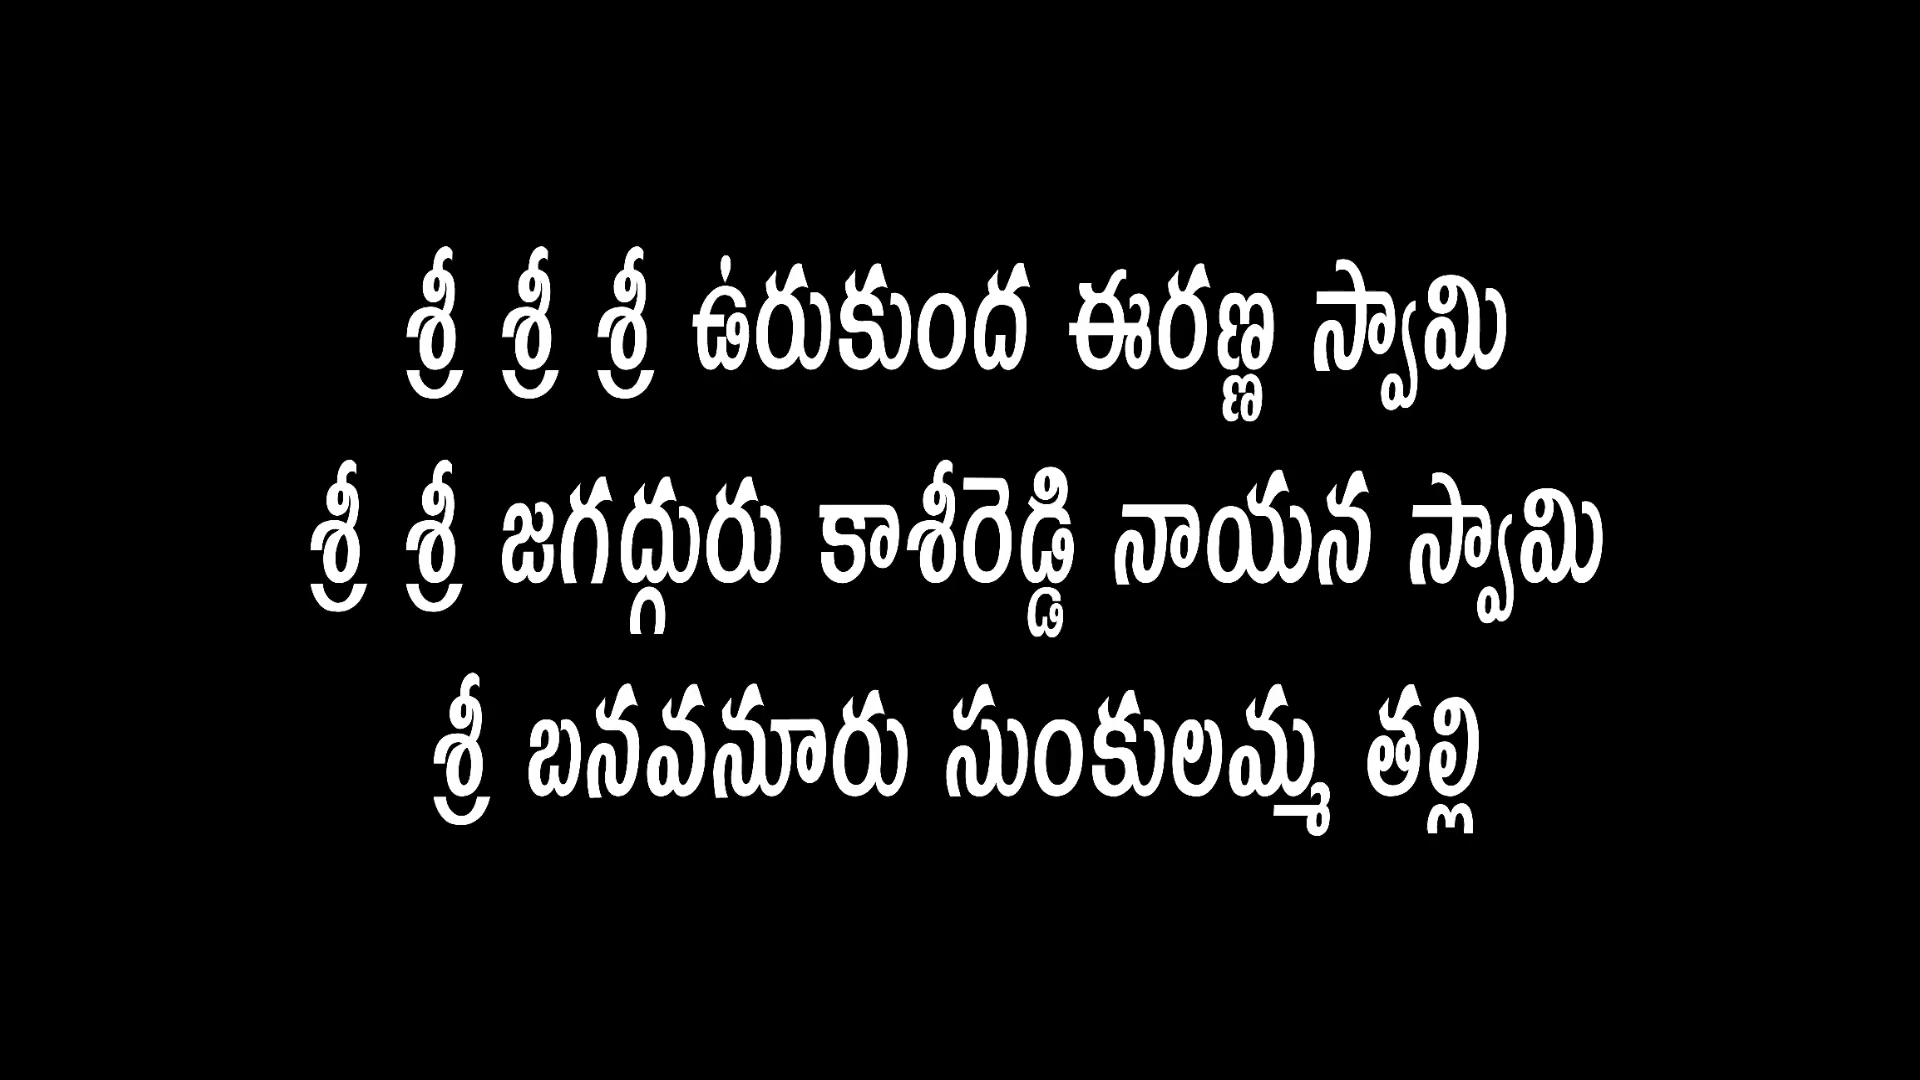 శ్రీ శ్రీ శ్రీ ఉరుకుంద ఈరణ్ణ స్వామి
శ్రీ శ్రీ జగద్గురు కాశీరెడ్డి నాయన స్వామి
శ్రీ బనవనూరు సుంకులమ్మ తల్లి